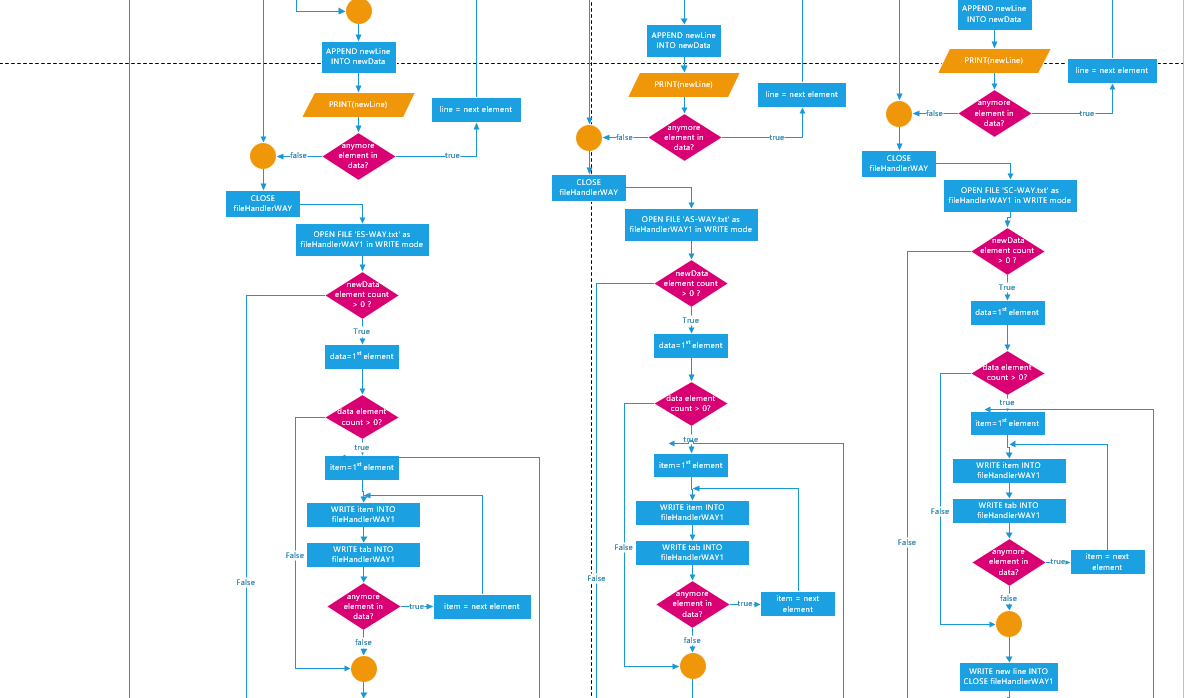 APPEND newLine
INTO newData
PRINT(newLine)
line = next element
anymore
element in
data?
false
true
CLOSE
fileHandlerWAY
OPEN FILE 'ES-WAY.txt' as
fileHandlerWAY1 in WRITE mode
newData
element count
> 0 ?
True
data=1st element
data element
count > 0?
true
item=1st element
WRITE item INTO
fileHandlerWAY1
WRITE tab INTO
fileHandlerWAY1
False
False
anymore
element in
data?
true
item = next element
false
APPEND newLine
INTO newData
PRINT(newLine)
line = next element
anymore
element in
data?
false
true
CLOSE
fileHandlerWAY
OPEN FILE 'AS-WAY.txt' as
fileHandlerWAY1 in WRITE mode
newData
element count
> 0 ?
True
data=1st element
data element
count > 0?
true
item=1st element
WRITE item INTO
fileHandlerWAY1
WRITE tab INTO
fileHandlerWAY1
False
False
anymore
element in
data?
true
item = next
element
false
APPEND newLine
INTO newData
PRINT(newLine)
line = next element
anymore
element in
data?
false
true
CLOSE
fileHandlerWAY
OPEN FILE 'SC-WAY.txt' as
fileHandlerWAY1 in WRITE mode
newData
element count
> 0 ?
True
data=1st element
data element
count > 0?
true
item=1st element
WRITE item INTO
fileHandlerWAY1
WRITE tab INTO
fileHandlerWAY1
False
False
anymore
element in
data?
true
item = next
element
false
WRITE new line INTO
CLOSE fileHandlerWAY1